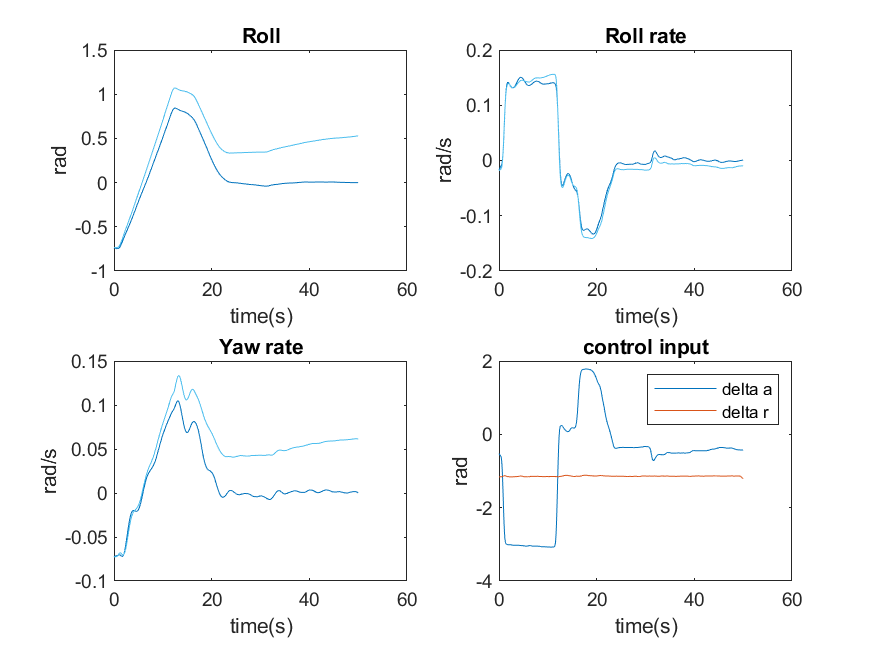 Roll
1.5
1
0.5
0
-0.5
-1
rad
0 20 40 60
time(s)
Roll rate
0.2
0.1
0
-0.1
-0.2
rad/s
0 20 40 60
time(s)
Yaw rate
0.15
0.1
0.05
0
-0.05
-0.1
rad/s
0 20 40 60
time(s)
control input
2
0
-2
-4
rad
delta a
delta r
0 20 40 60
time(s)